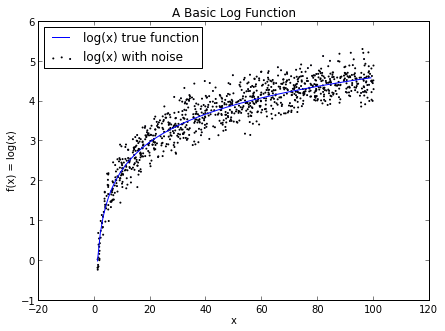 A Basic Log Function
log(x) true function
log(x) with noise
6
5
4
3
2
1
0
−1
f(x) = log(x)
−20 0 20 40 60 80 100 120
x